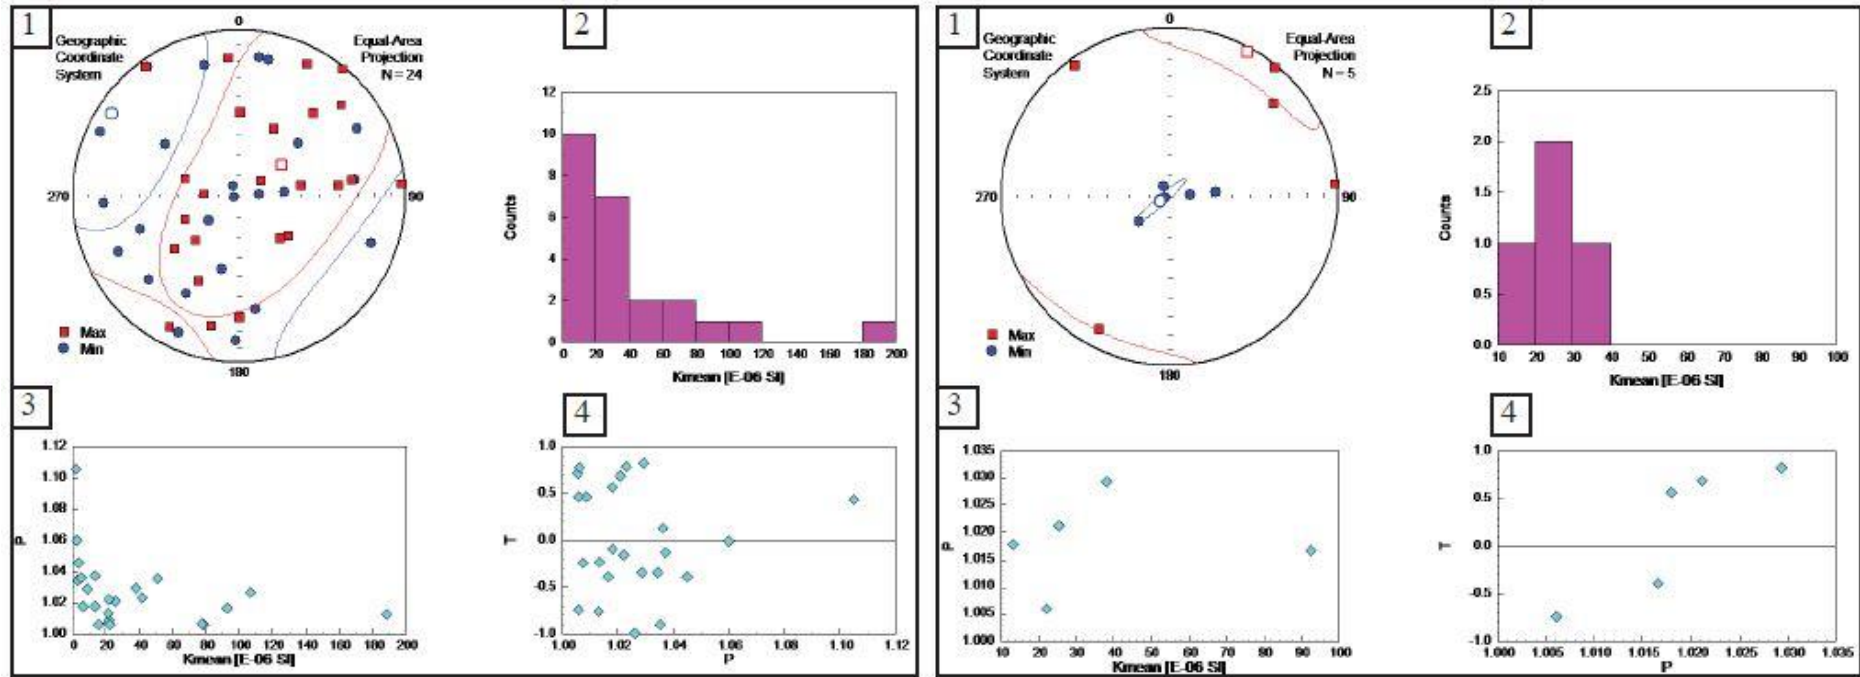 1
Geographic
Coordinate
System
0
Equal-Area
Projection
N = 24
270
90
180
Max
Min
2
12
10
8
6
4
2
0
Counts
0 20 40 60 80 100 120 160 180 200
Kmean [E-06 SI]
3
1.12
1.10
1.08
1.06
1.04
1.02
1.00
P
0 20 40 60 80 100 120 140 160 180 200
Kmean [E-06 SI]
4
1.0
0.5
0.0
-0.5
-1.0
T
1.00 1.02 1.04 1.06 1.08 1.10 1.12
P
1
Geographic
Coordinate
System
0
Equal-Area
Projection
N = 5
270
90
180
Max
Min
2
2.5
2.0
1.5
1.0
0.5
0.0
Counts
10 20 30 40 50 60 70 80 90 100
Kmean [E-06 SI]
3
1.035
1.030
1.025
1.020
1.015
1.010
1.005
1.000
P
10 20 30 40 50 60 70 80 90 100
Kmean [E-06 SI]
4
1.0
0.5
0.0
-0.5
-1.0
T
1.000 1.005 1.010 1.015 1.020 1.025 1.030 1.035
P